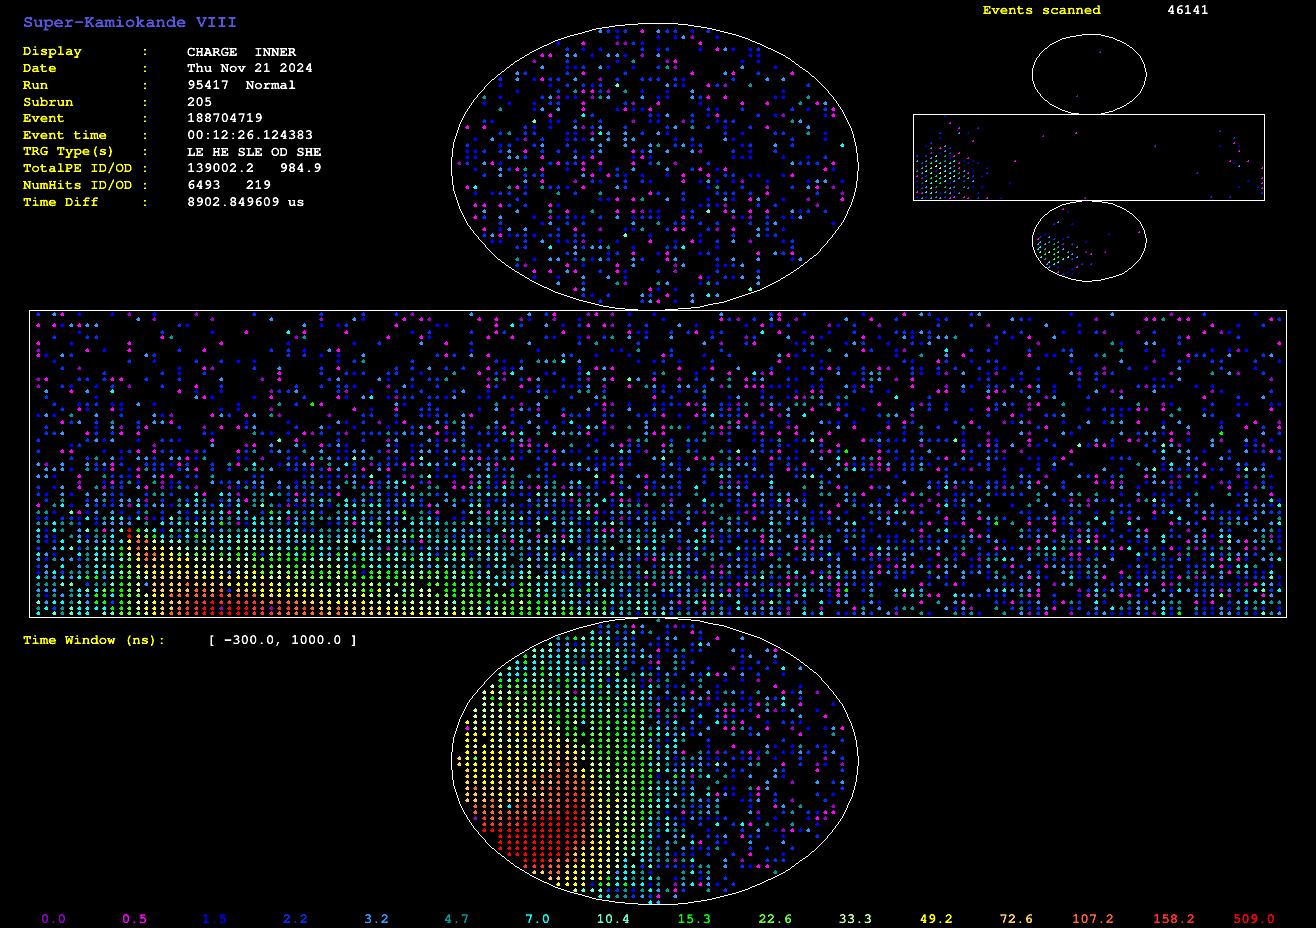 Super-Kamiokande VIII
Events scanned 46141
Display : CHARGE INNER
Date : Thu Nov 21 2024
Run : 95417 Normal
Subrun : 205
Event : 188704719
Event time : 00:12:26.124383
TRG Type(s) : LE HE SLE OD SHE
TotalPE ID/OD : 139002.2 984.9
NumHits ID/OD : 6493 219
Time Diff : 8902.849609 us
Time Window (ns): [ -300.0, 1000.0 ]
0.0 0.5 1.5 2.2 3.2 4.7 7.0 10.4 15.3 22.6 33.3 49.2 72.6 107.2 158.2 509.0